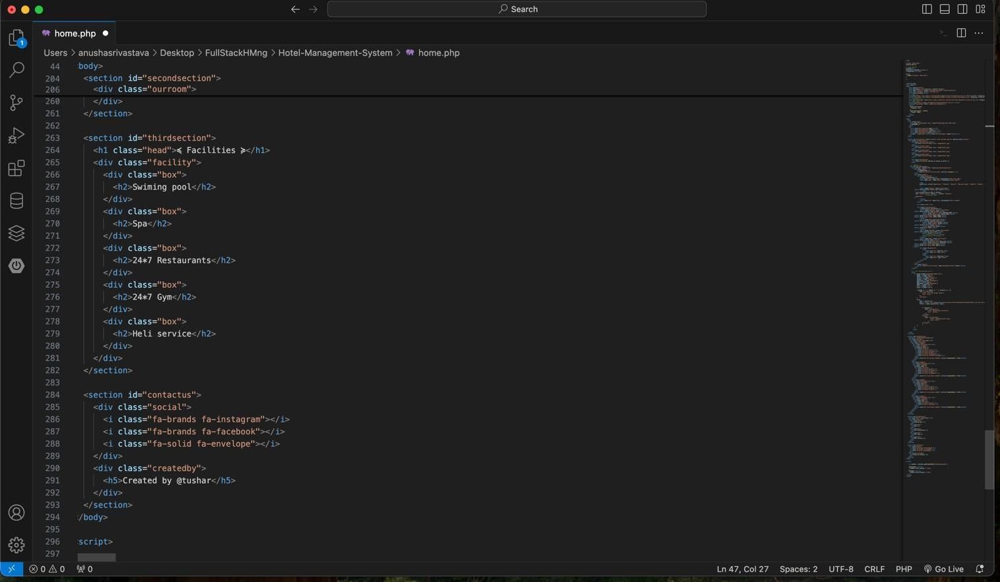 Search
home.php
Users > anushasrivastava > Desktop > FullStackHMng > Hotel-Management-System > home.php
1
44 body>
204 <section id="secondsection">
206 <div class="ourroom">
260 </div>
261 </section>
262
263 <section id="thirdsection">
264 <h1 class="head">≼ Facilities ≽</h1>
265 <div class="facility">
266 <div class="box">
267 <h2>Swiming pool</h2>
268 </div>
269 <div class="box">
270 <h2>Spa</h2>
271 </div>
272 <div class="box">
273 <h2>24*7 Restaurants</h2>
274 </div>
275 <div class="box">
276 <h2>24*7 Gym</h2>
277 </div>
278 <div class="box">
279 <h2>Heli service</h2>
280 </div>
281 </div>
282 </section>
283
284 <section id="contactus">
285 <div class="social">
286 <i class="fa-brands fa-instagram"></i>
287 <i class="fa-brands fa-facebook"></i>
288 <i class="fa-solid fa-envelope"></i>
289 </div>
290 <div class="createdby">
291 <h5>Created by @tushar</h5>
292 </div>
293 </section>
294 /body>
295
296 script>
297
0 0 0 Ln 47, Col 27 Spaces: 2 UTF-8 CRLF PHP Go Live